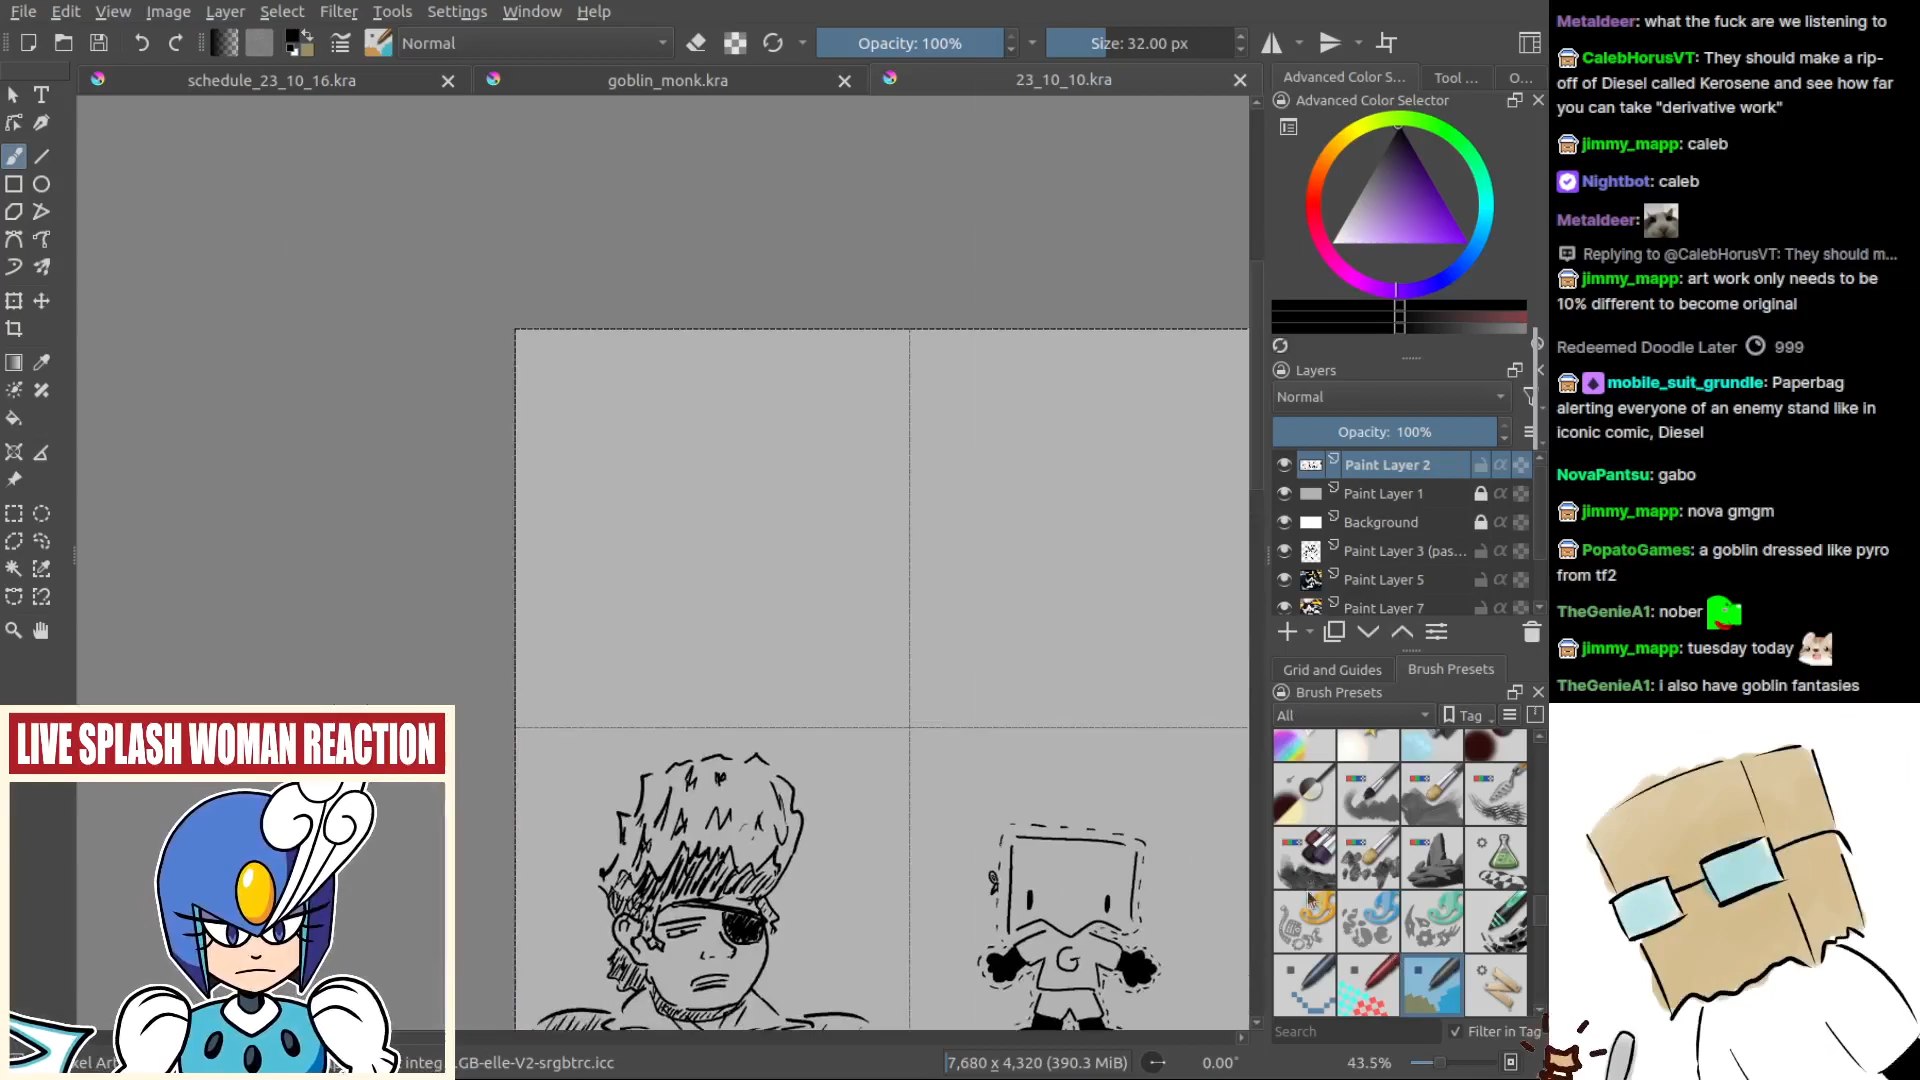 File Edit View Image Layer Select Filter Tools Settings Window Help
Normal
Opacity: 100%
Size: 32.00 px
schedule_23_10_16.kra
goblin_monk.kra
23_10_10.kra
Advanced Color S...
Tool ...
O...
Advanced Color Selector
Layers
Normal
Opacity: 100%
Paint Layer 2
Paint Layer 1
Background
Paint Layer 3 (pas...
Paint Layer 5
Paint Layer 7
Grid and Guides
Brush Presets
Brush Presets
All
Tag
Search
Filter in Tag
G
LIVE SPLASH WOMAN REACTION
7,680 x 4,320 (390.3 MiB)
0.00°
43.5%
GB-elle-V2-srgbtrc.icc
Metaldeer: what the fuck are we listening to
CalebHorusVT: They should make a rip-
off of Diesel called Kerosene and see how far
you can take "derivative work"
jimmy_mapp: caleb
Nightbot: caleb
Metaldeer:
Replying to @CalebHorusVT: They should m...
jimmy_mapp: art work only needs to be
10% different to become original
Redeemed Doodle Later 999
mobile_suit_grundle: Paperbag
alerting everyone of an enemy stand like in
iconic comic, Diesel
NovaPantsu: gabo
jimmy_mapp: nova gmgm
PopatoGames: a goblin dressed like pyro
from tf2
TheGenieA1: nober
jimmy_mapp: tuesday today
TheGenieA1: i also have goblin fantasies